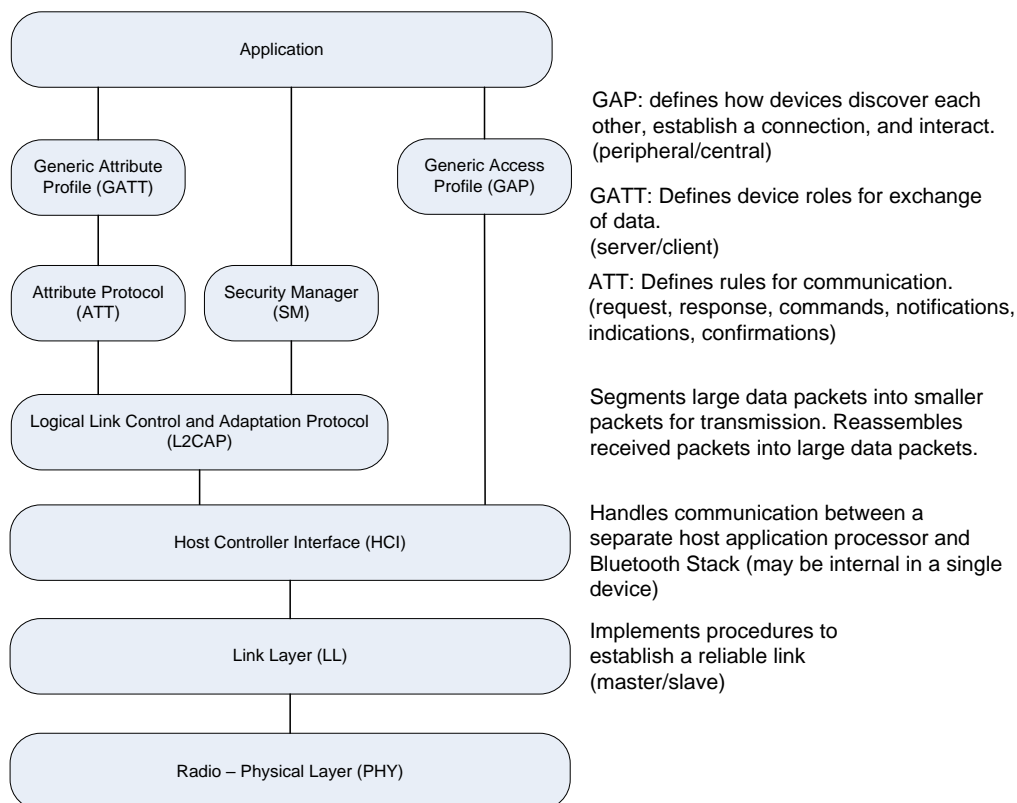 Application
GAP: defines how devices discover each
other, establish a connection, and interact.
(peripheral/central)
Generic Attribute
Profile (GATT)
Generic Access
Profile (GAP)
GATT: Defines device roles for exchange
of data.
(server/client)
Attribute Protocol
(ATT)
Security Manager
(SM)
ATT: Defines rules for communication.
(request, response, commands, notifications,
indications, confirmations)
Logical Link Control and Adaptation Protocol
(L2CAP)
Segments large data packets into smaller
packets for transmission. Reassembles
received packets into large data packets.
Host Controller Interface (HCI)
Handles communication between a
separate host application processor and
Bluetooth Stack (may be internal in a single
device)
Link Layer (LL)
Implements procedures to
establish a reliable link
(master/slave)
Radio – Physical Layer (PHY)